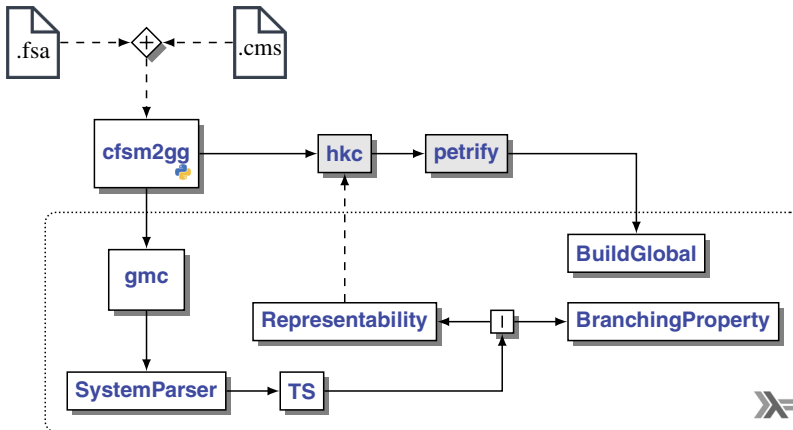 .fsa
+
.cms
cfsm2gg
hkc
petrify
gmc
BuildGlobal
Representability
|
BranchingProperty
SystemParser
TS